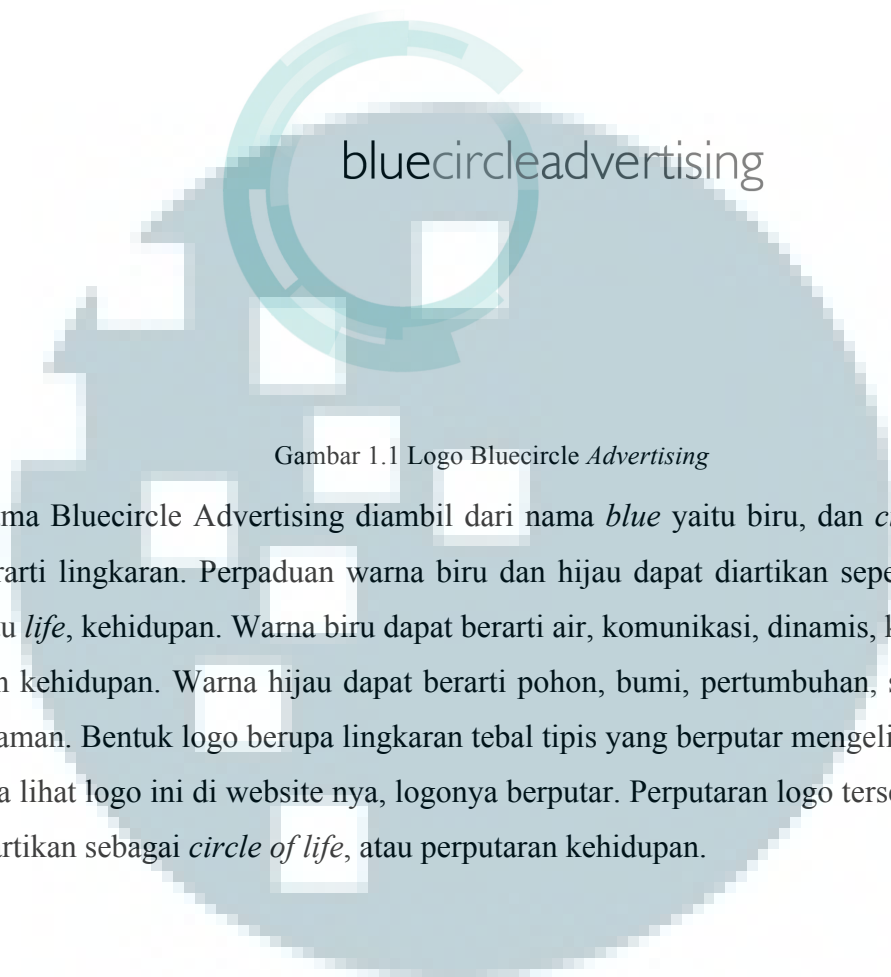 bluecircleadvertising
Gambar 1.1 Logo Bluecircle Advertising
ma Bluecircle Advertising diambil dari nama blue yaitu biru, dan
rarti lingkaran. Perpaduan warna biru dan hijau dapat diartikan sepe
u life, kehidupan. Warna biru dapat berarti air, komunikasi, dinamis,
n kehidupan. Warna hijau dapat berarti pohon, bumi, pertumbuhan, s
aman. Bentuk logo berupa lingkaran tebal tipis yang berputar mengeli
a lihat logo ini di website nya, logonya berputar. Perputaran logo terse
artikan sebagai circle of life, atau perputaran kehidupan.